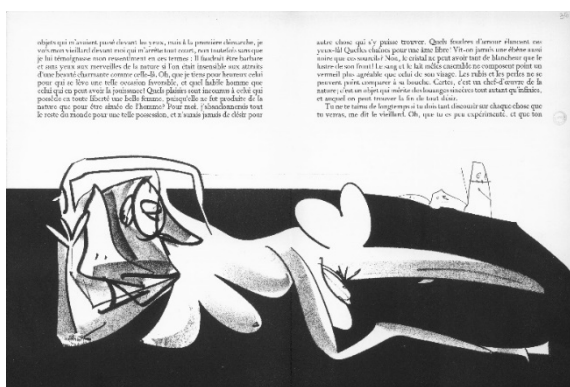 objets qui m'avaient passé devant les yeux, mais à la première démarche, je
vois mon vieillard devant moi qui m'arrête tout court, non toutefois sans que
je lui témoignasse mon ressentiment en ces termes : Il faudrait être barbare
et sans yeux aux merveilles de la nature si l'on était insensible aux attraits
d'une beauté charmante comme celle-là. Oh, que je tiens pour heureux celui
pour qui se lève une telle occasion favorable, et quel fidèle homme que
celui qui en peut avoir la jouissance! Quels plaisirs sont inconnus à celui qui
possède en toute liberté une belle femme, puisqu'elle ne fut produite de la
nature que pour être aimée de l'homme? Pour moi, j'abandonnerais tout
le reste du monde pour une telle possession, et n'aurais jamais de désir pour
autre chose qui s'y puisse trouver. Quels foudres d'amour élancent ces
yeux-là! Quelles chaînes pour une âme libre! Vit-on jamais une ébène aussi
noire que ces sourcils? Non, le cristal ne peut avoir tant de blancheur que le
lustre de son front! Le sang et le lait mêlés ensemble ne composent point un
vermeil plus agréable que celui de son visage. Les rubis et les perles ne se
peuvent point comparer à sa bouche. Certes, c'est un chef-d'œuvre de la
nature; c'est un objet qui mérite des louanges sincères tout autant qu'infinies,
et auquel on peut trouver la fin de tout désir.
Tu ne te tairas de longtemps si tu dois tant discourir sur chaque chose que
tu verras, me dit le vieillard. Oh, que tu es peu expérimenté, et que ton